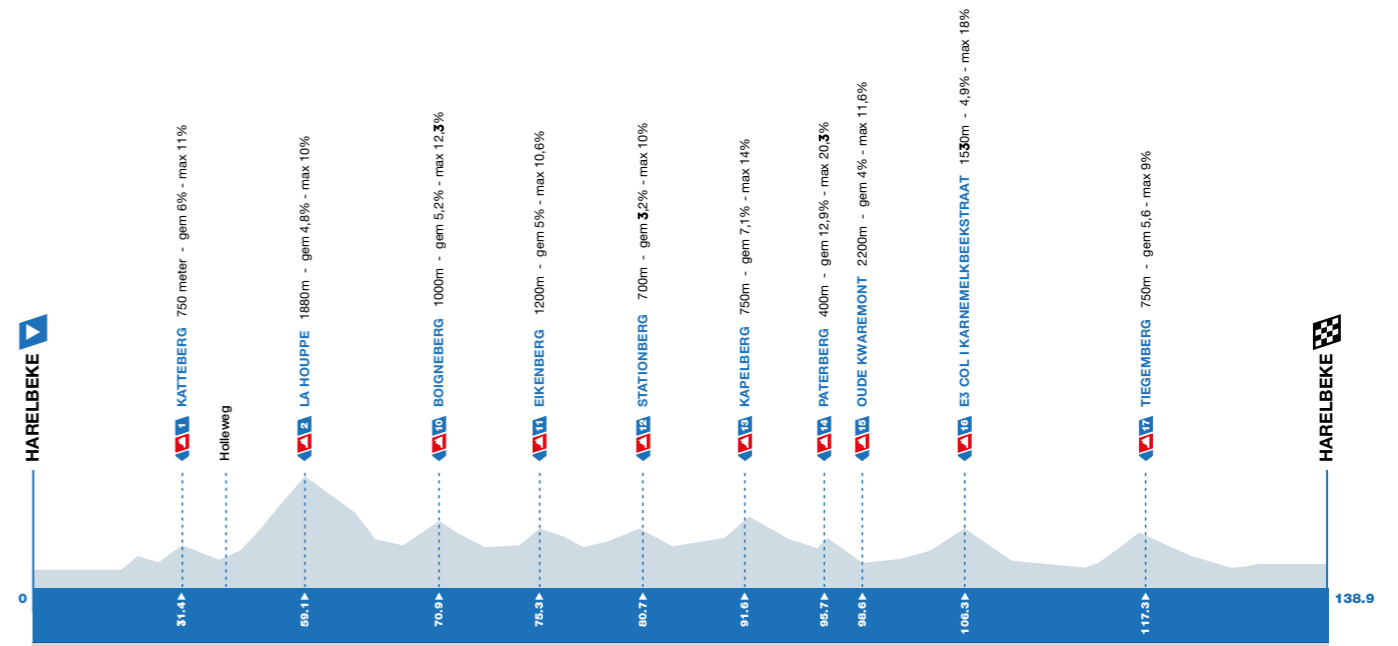 HARELBEKE
1 KATTEBERG 750 meter - gem 6% - max 11%
Holleweg
2 LA HOUPPE 1880m - gem 4,8% - max 10%
10 BOIGNEBERG 1000m - gem 5,2% - max 12,3%
11 EIKENBERG 1200m - gem 5% - max 10,6%
12 STATIONBERG 700m - gem 3,2% - max 10%
13 KAPELBERG 750m - gem 7,1% - max 14%
14 PATERBERG 400m - gem 12,9% - max 20,3%
15 OUDE KWAREMONT 2200m - gem 4% - max 11,6%
16 E3 COL I KARNEMELKBEEKSTRAAT 1530m - 4,9% - max 18%
17 TIEGEMBERG 750m - gem 5,6 - max 9%
HARELBEKE
0
31.4
59.1
70.9
75.3
80.7
91.6
95.7
98.6
106.3
117.3
138.9